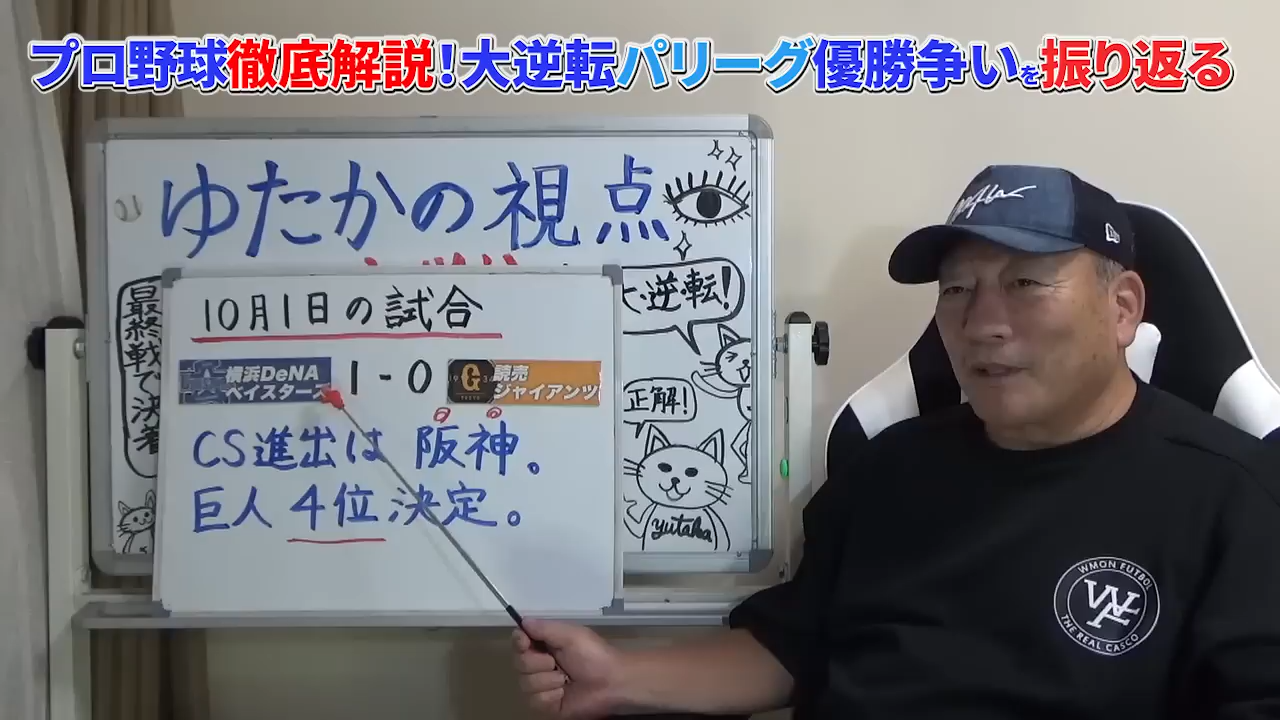 プロ野球徹底解説!大逆転パリーグ優勝争いを振り返る
ゆたかの視点
最終戦で決着
大逆転!
正解!
yutaka
10月1日の試合
横浜DeNA
ベイスターズ
1-0
G
読売
ジャイアンツ
CS進出は 阪神。
巨人 4位決定。
WMON FUTBOL
WF
THE REAL CASCO